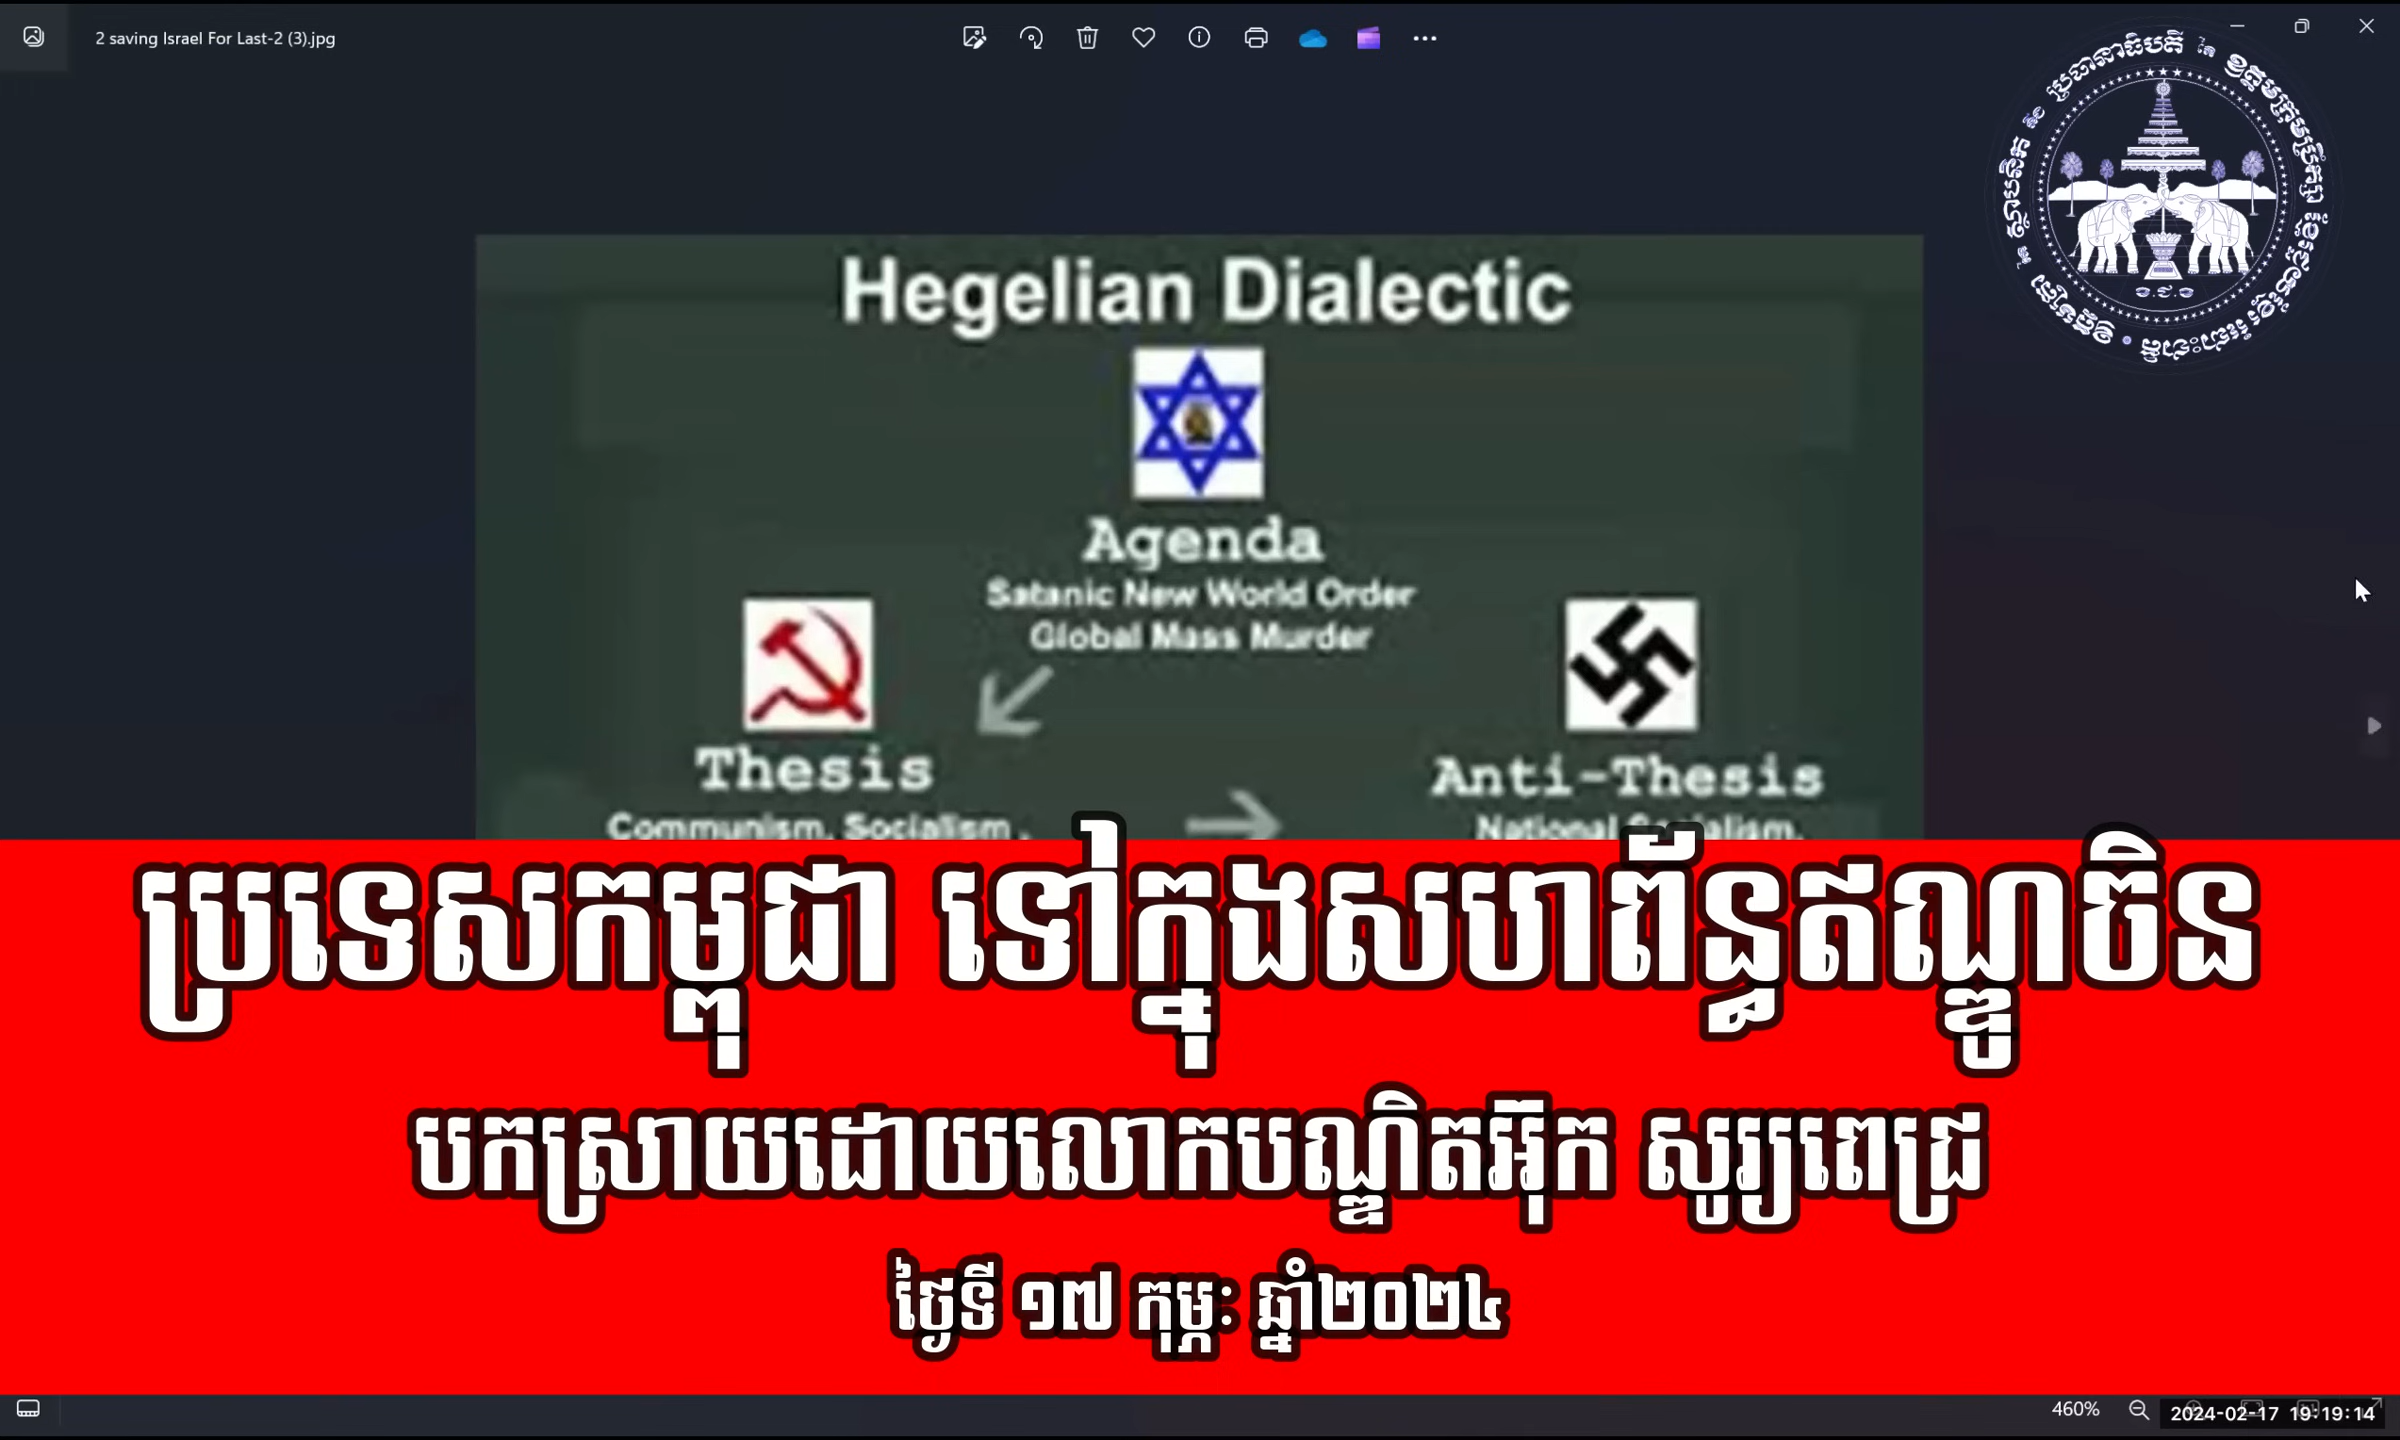 2 saving Israel For Last-2 (3).jpg
Hegelian Dialectic
Agenda
Satanic New World Order
Global Mass Murder
Thesis
Communism, Socialism,
Anti-Thesis
National Socialism,
ប្រទេសកម្ពុជា ទៅក្នុងសហព័ន្ធឥណ្ឌូចិន
បកស្រាយដោយលោកបណ្ឌិតអ៊ុក សូរ្យពេជ្រ
ថ្ងៃទី ១៧ កុម្ភៈ ឆ្នាំ២០២៤
460%
2024-02-17 19:19:14